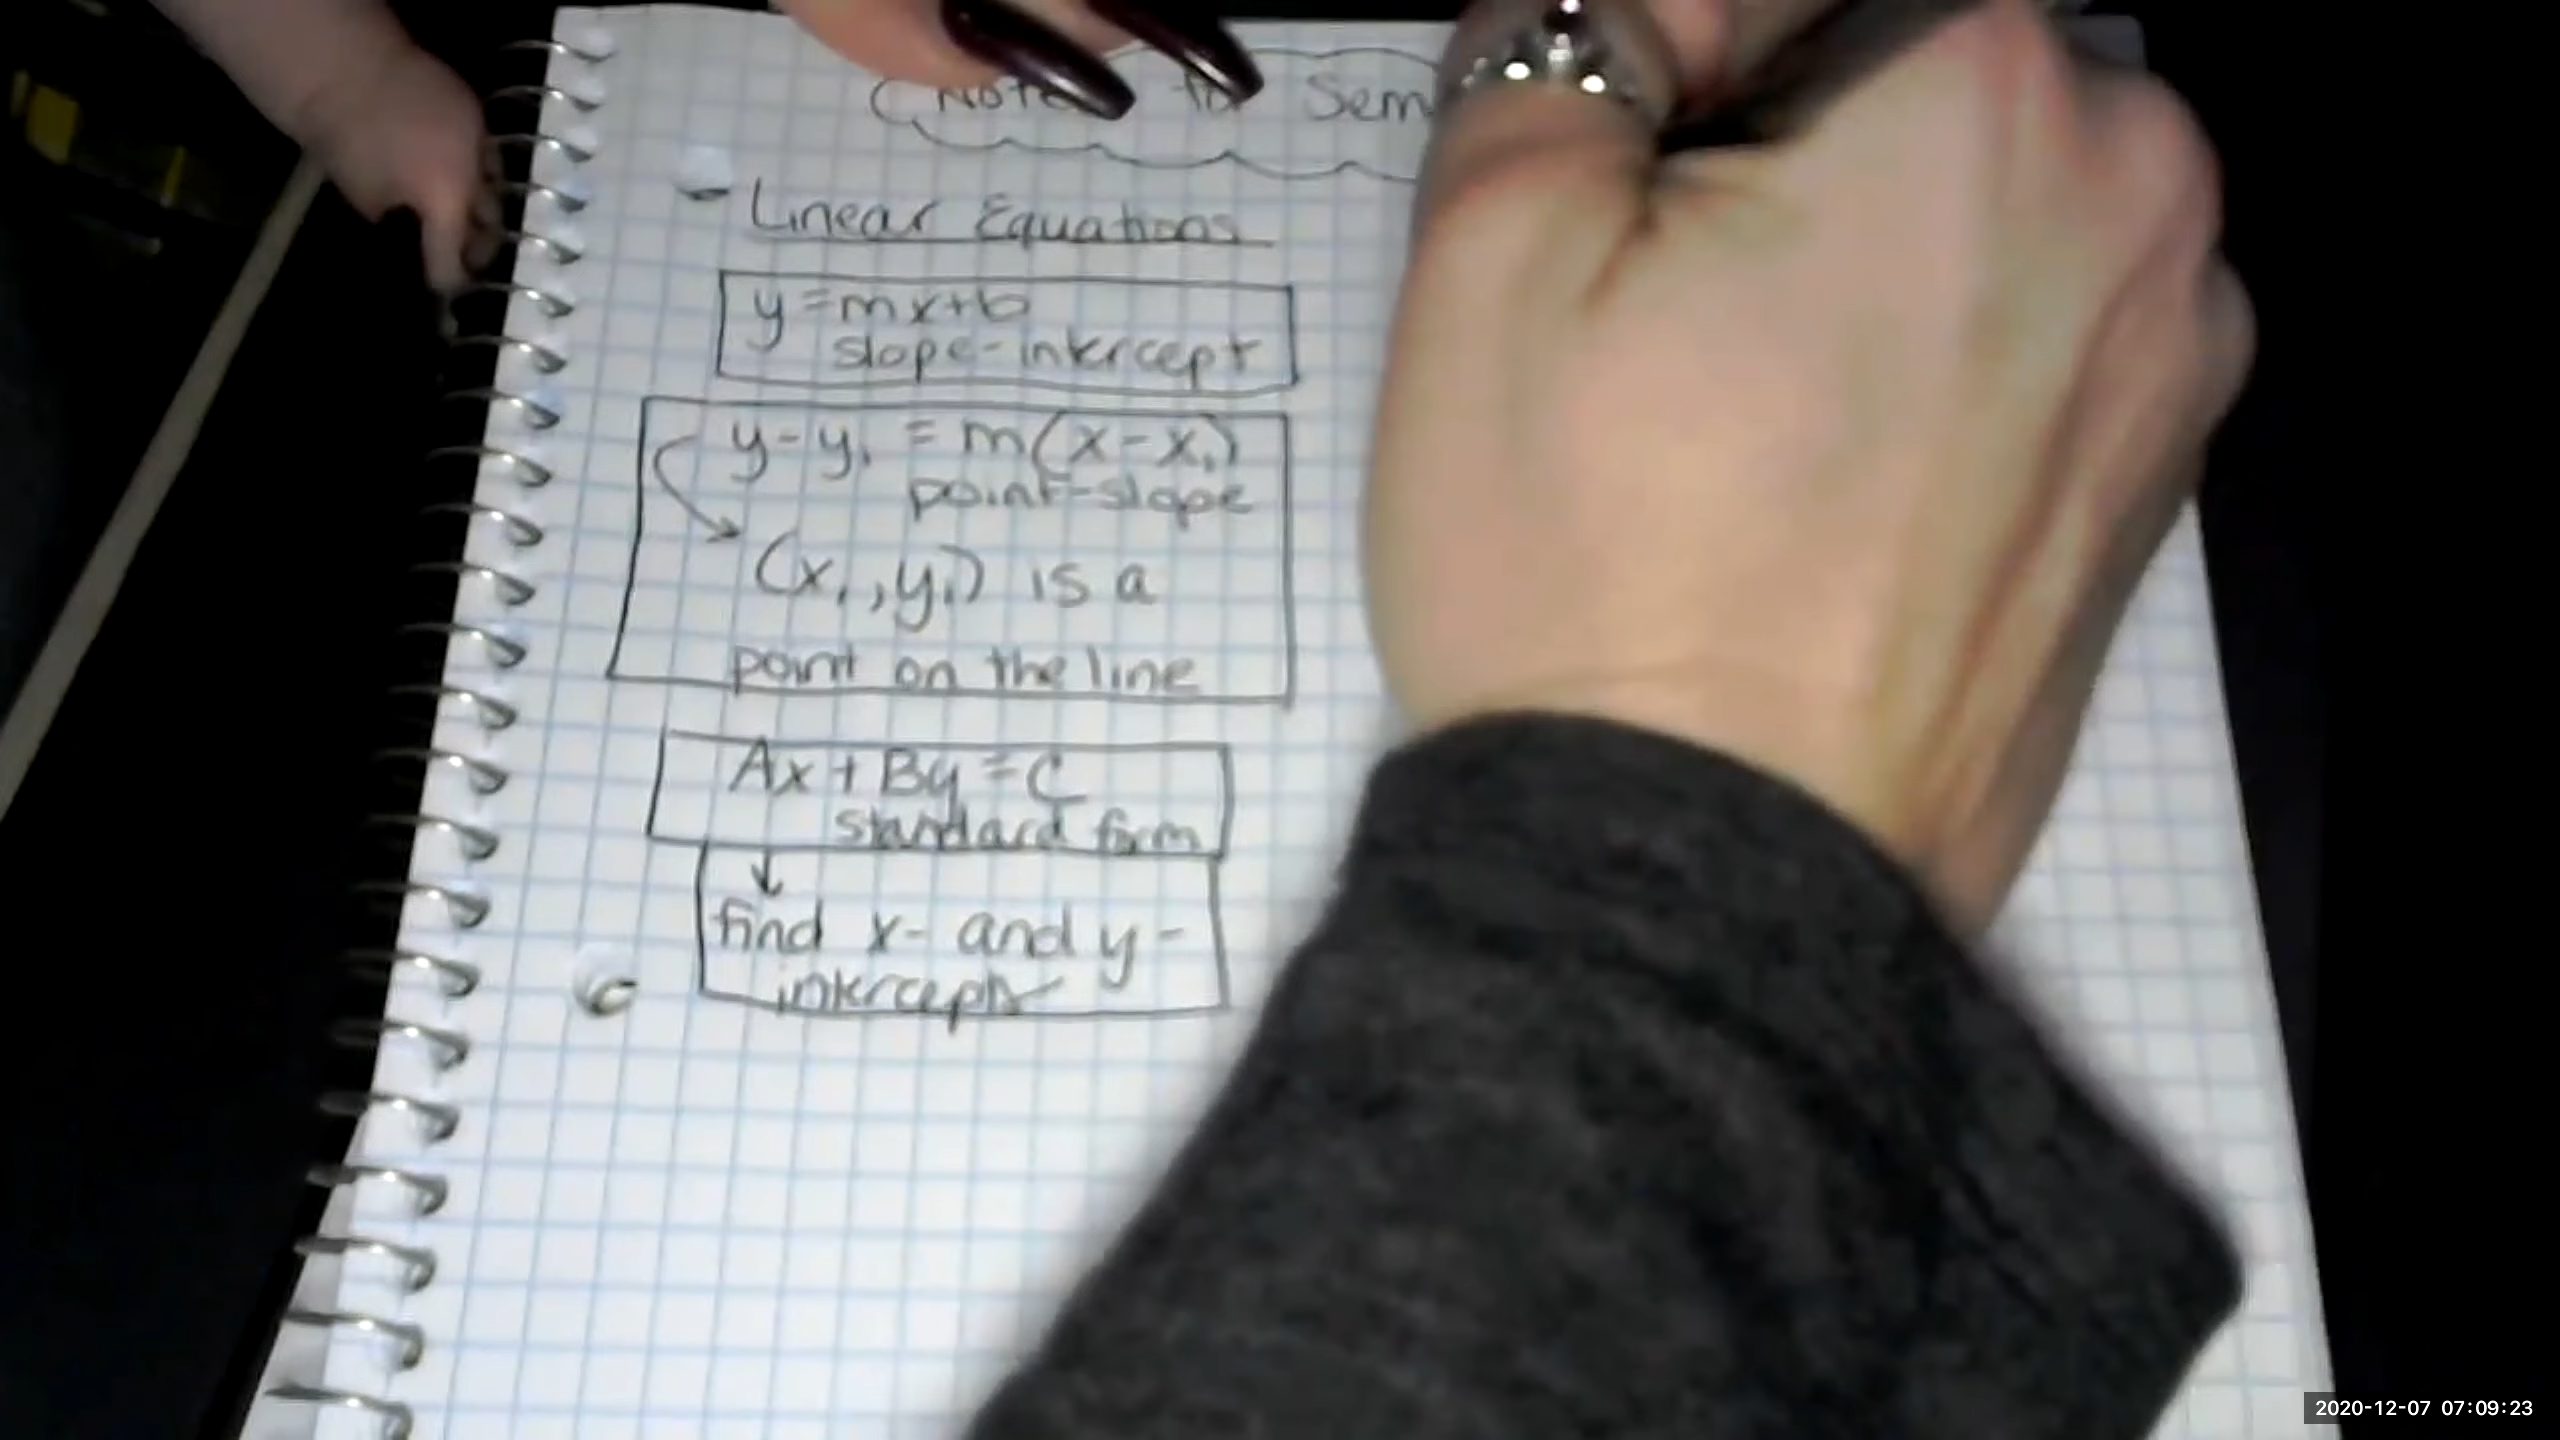 Linear Equations
y=mx+b
slope-intercept
y-y₁ = m(x-x₁)
point-slope
(x₁,y₁) is a
point on the line
Ax+By=C
standard form
find x- and y-
intercepts
2020-12-07 07:09:23